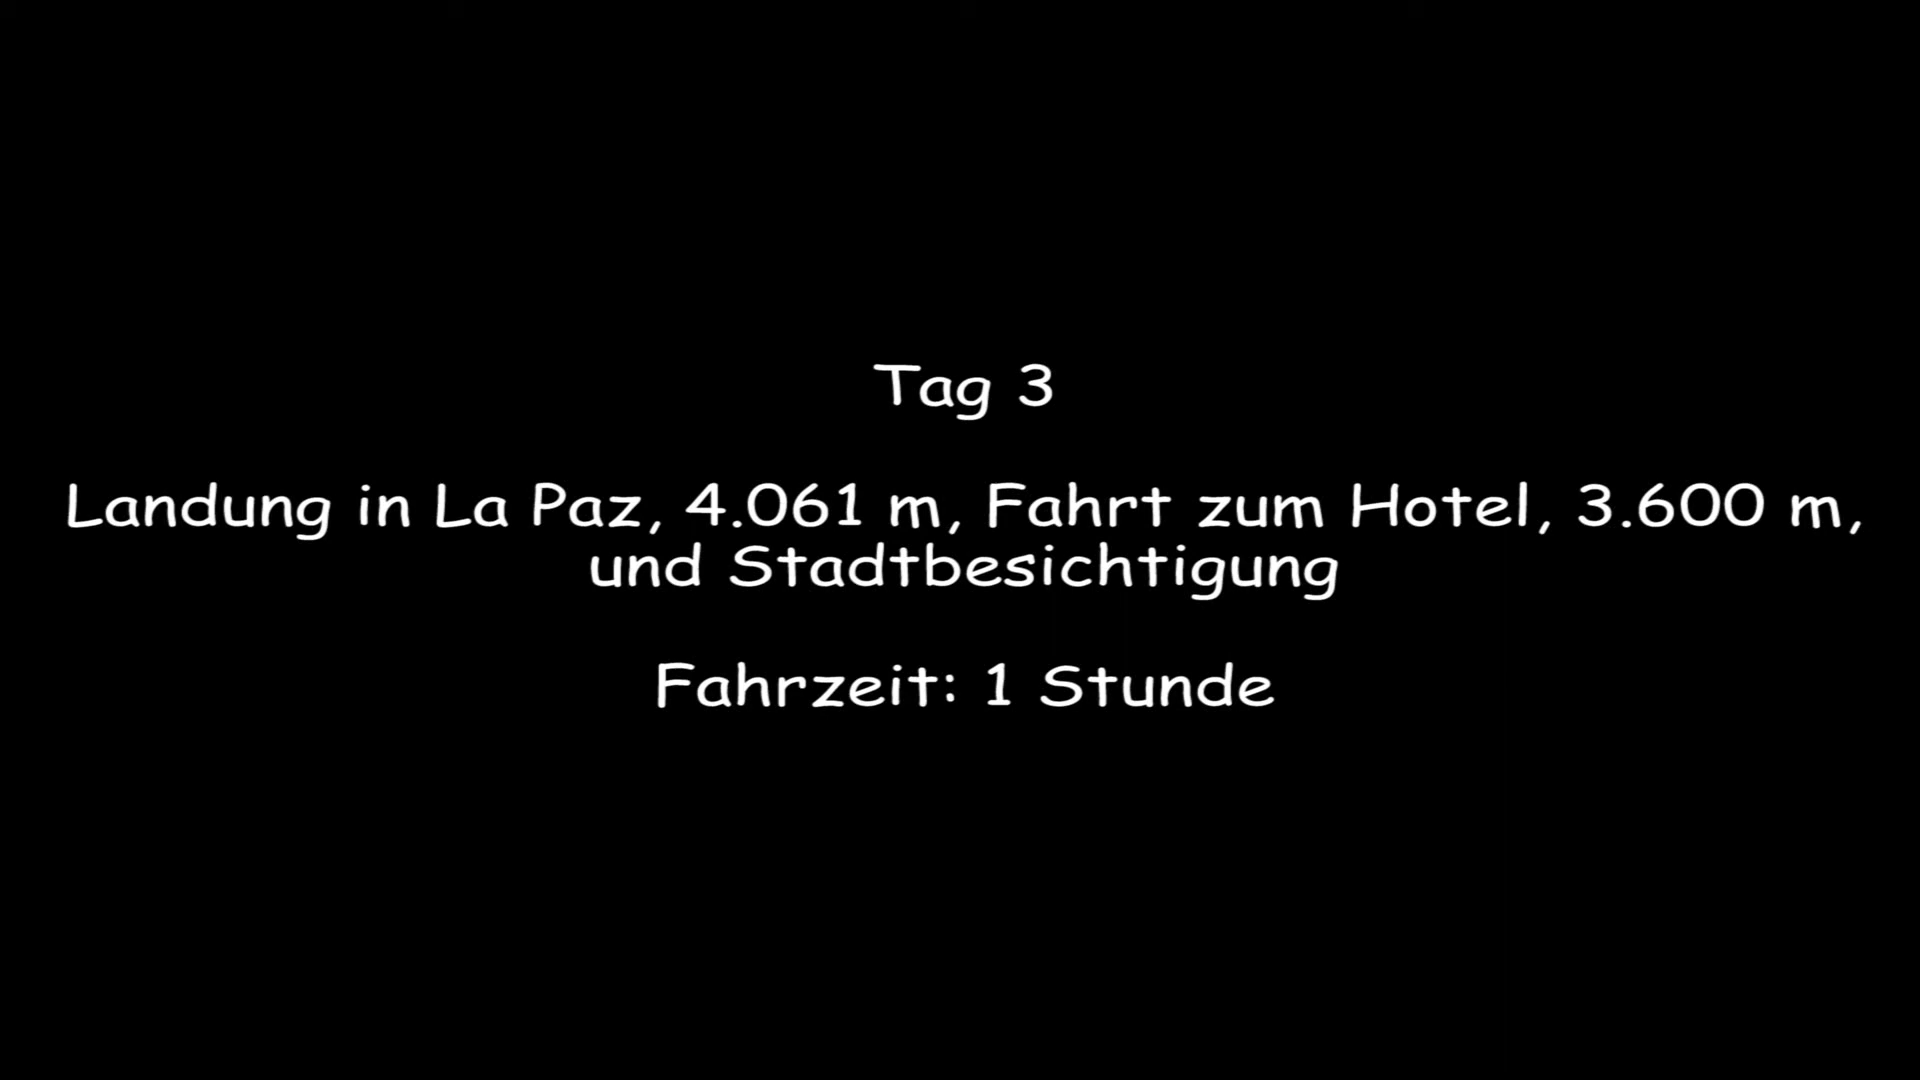 Tag 3
Landung in La Paz, 4.061 m, Fahrt zum Hotel, 3.600 m,
und Stadtbesichtigung
Fahrzeit: 1 Stunde